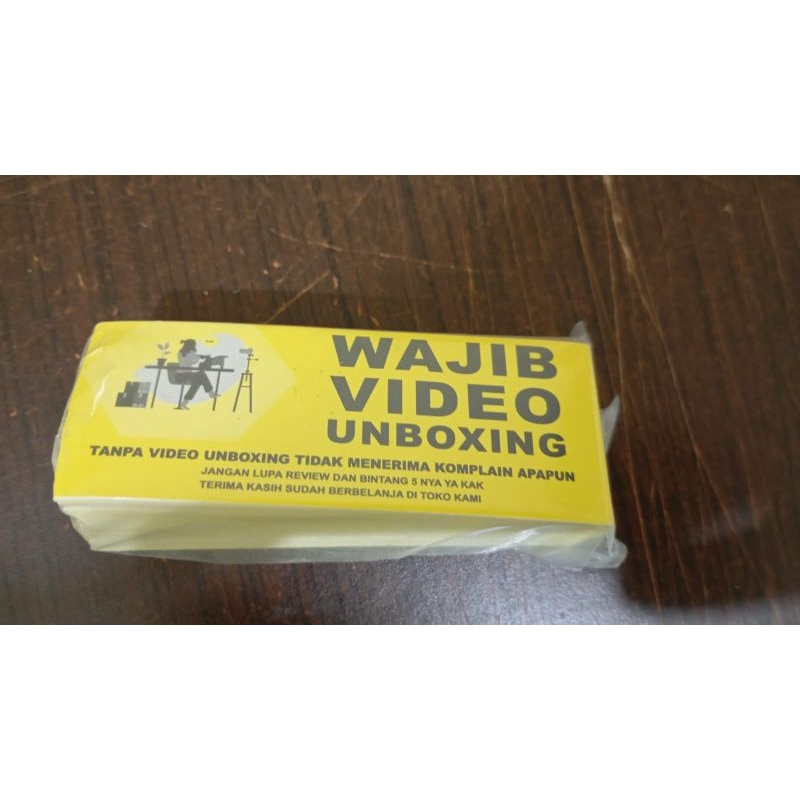 WAJIB
VIDEO
UNBOXING
TANPA VIDEO UNBOXING TIDAK MENERIMA KOMPLAIN APAPUN
JANGAN LUPA REVIEW DAN BINTANG 5 NYA YA KAK
TERIMA KASIH SUDAH BERBELANJA DI TOKO KAMI